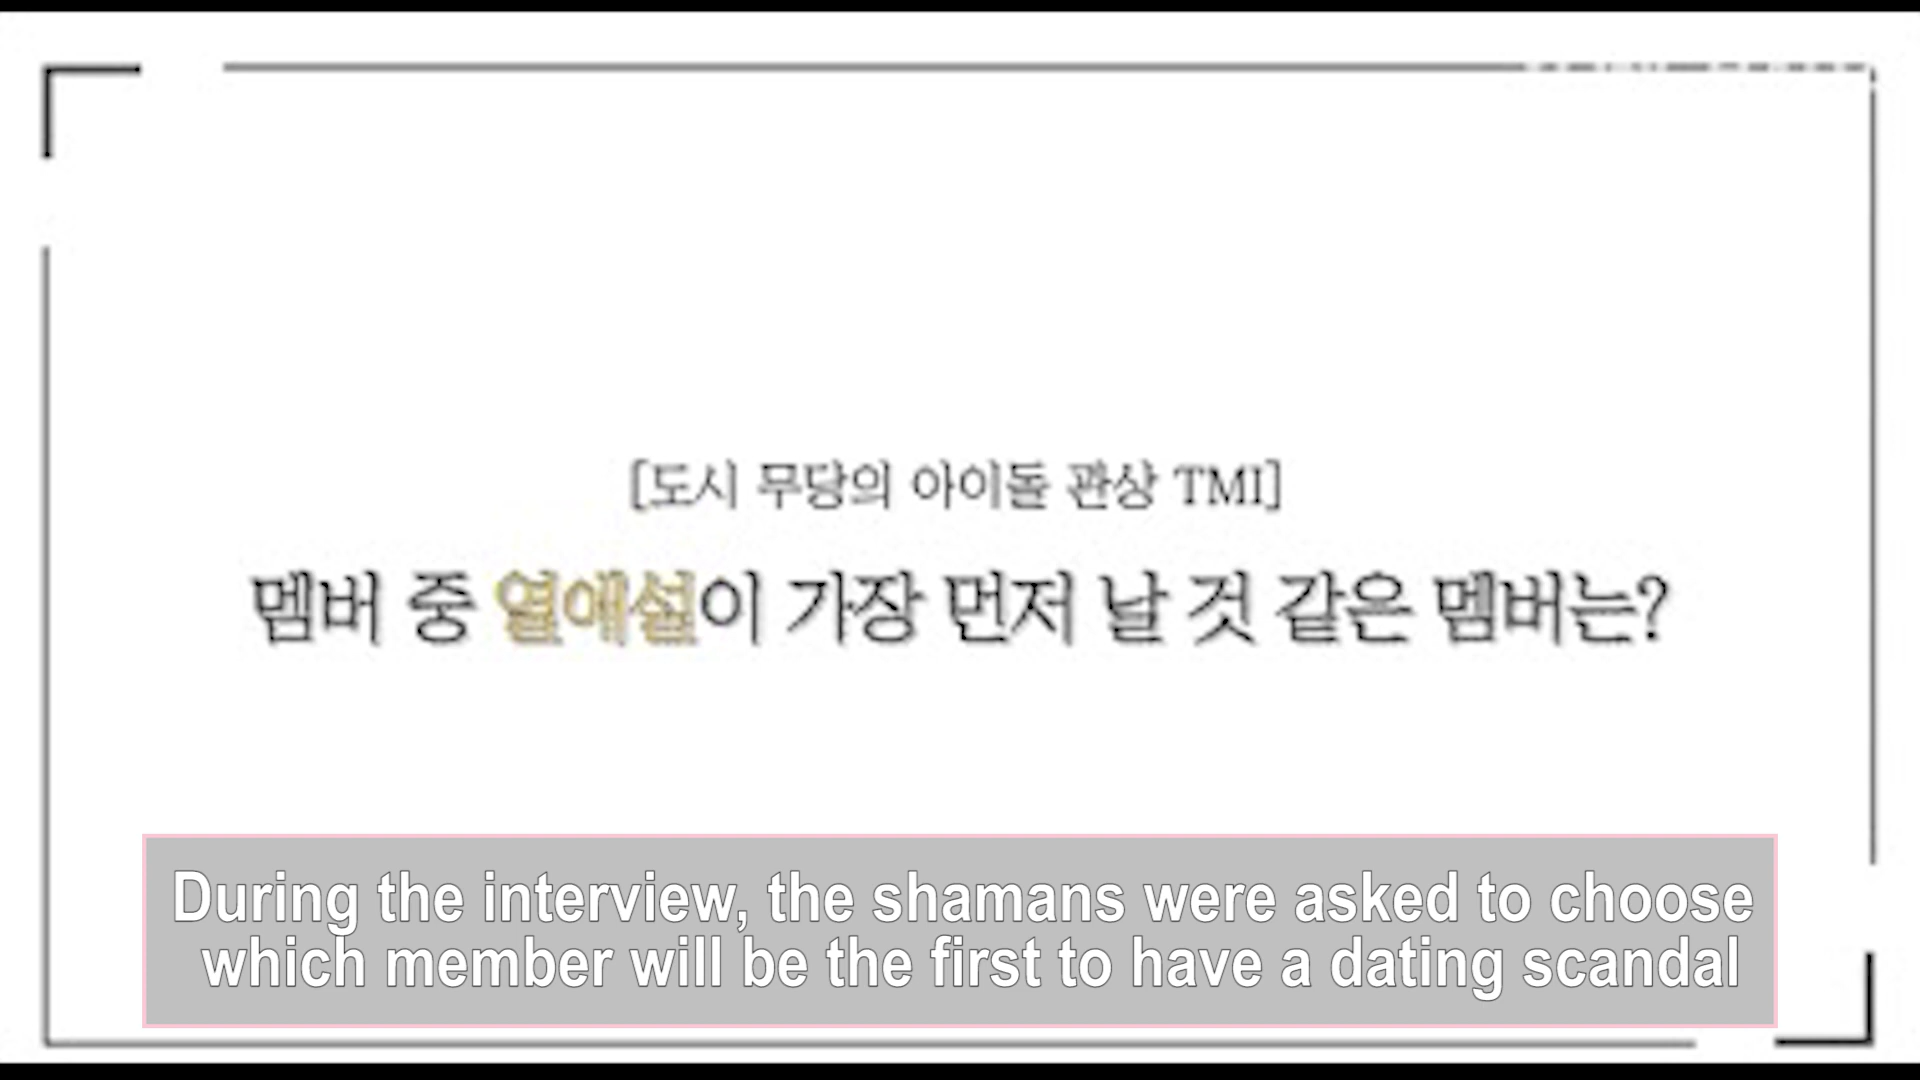 [도시 무당의 아이돌 관상 TMI]
멤버 중 열애설이 가장 먼저 날 것 같은 멤버는?
During the interview, the shamans were asked to choose
which member will be the first to have a dating scandal